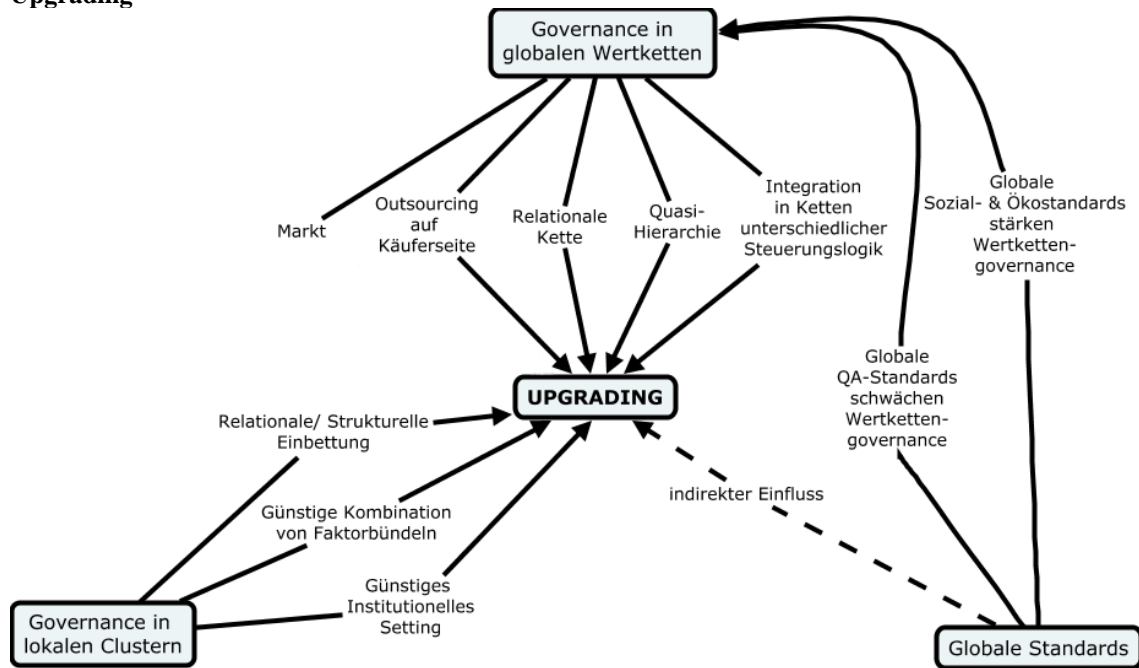 Upgrading
Governance in
globalen Wertketten
Markt
Outsourcing
auf
Käuferseite
Relationale
Kette
Quasi-
Hierarchie
Integration
in Ketten
unterschiedlicher
Steuerungslogik
Globale
Sozial- & Ökostandards
stärken
Wertketten-
governance
Globale
QA-Standards
schwächen
Wertketten-
governance
UPGRADING
Relationale/ Strukturelle
Einbettung
indirekter Einfluss
Günstige Kombination
von Faktorbündeln
Günstiges
Institutionelles
Setting
Governance in
lokalen Clustern
Globale Standards